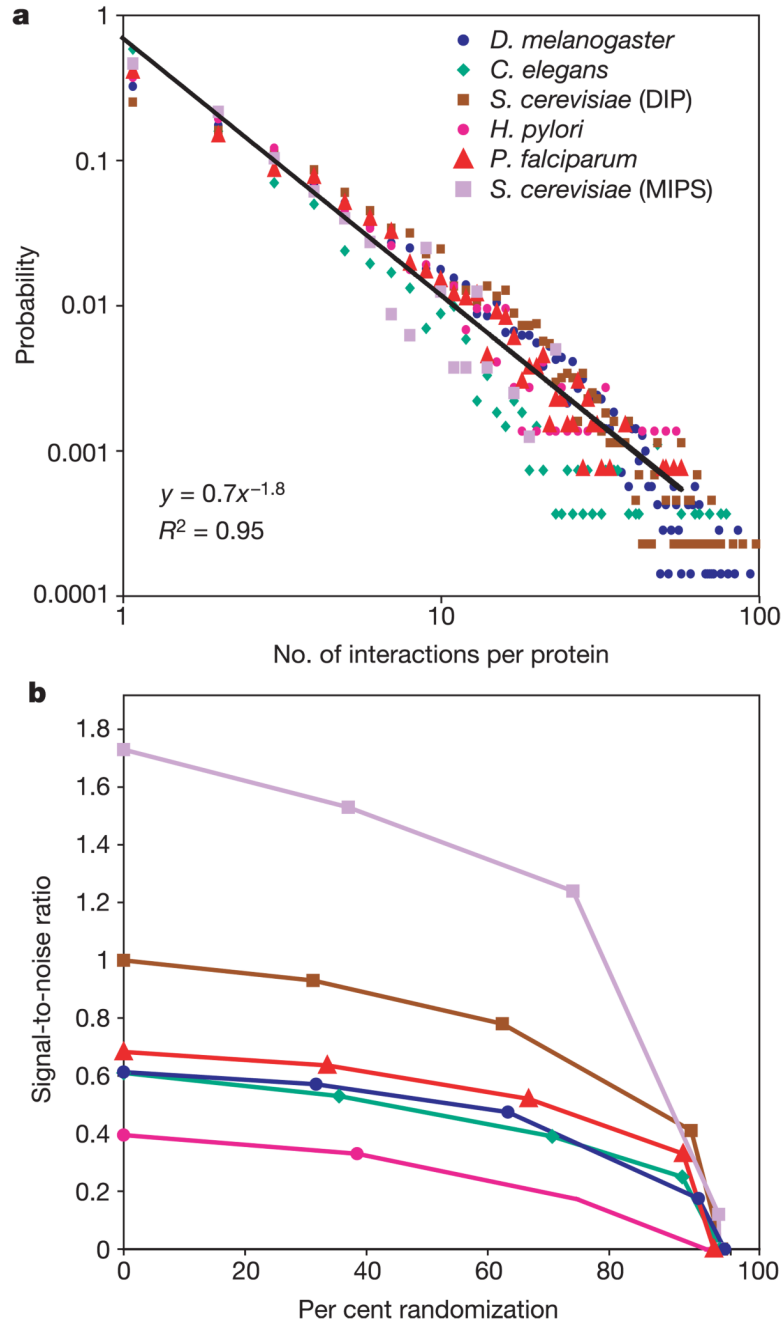 a
1
0.1
0.01
0.001
0.0001
Probability
D. melanogaster
C. elegans
S. cerevisiae (DIP)
H. pylori
P. falciparum
S. cerevisiae (MIPS)
y = 0.7x−1.8
R2 = 0.95
1 10 100
No. of interactions per protein
b
1.8
1.6
1.4
1.2
1
0.8
0.6
0.4
0.2
0
Signal-to-noise ratio
0 20 40 60 80 100
Per cent randomization